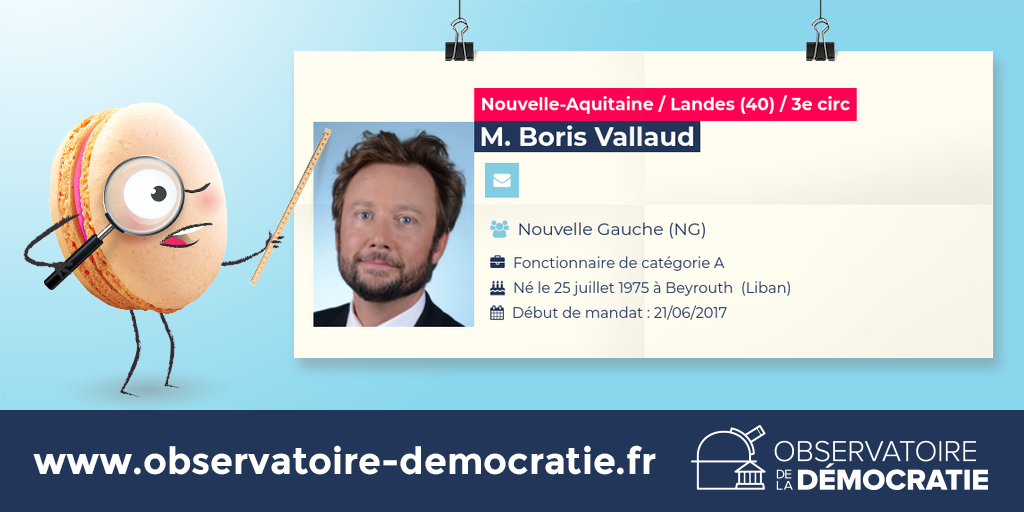 Nouvelle-Aquitaine / Landes (40) / 3e circ
M. Boris Vallaud
Nouvelle Gauche (NG)
Fonctionnaire de catégorie A
Né le 25 juillet 1975 à Beyrouth (Liban)
Début de mandat : 21/06/2017
www.observatoire-democratie.fr
OBSERVATOIRE
DE LA DÉMOCRATIE